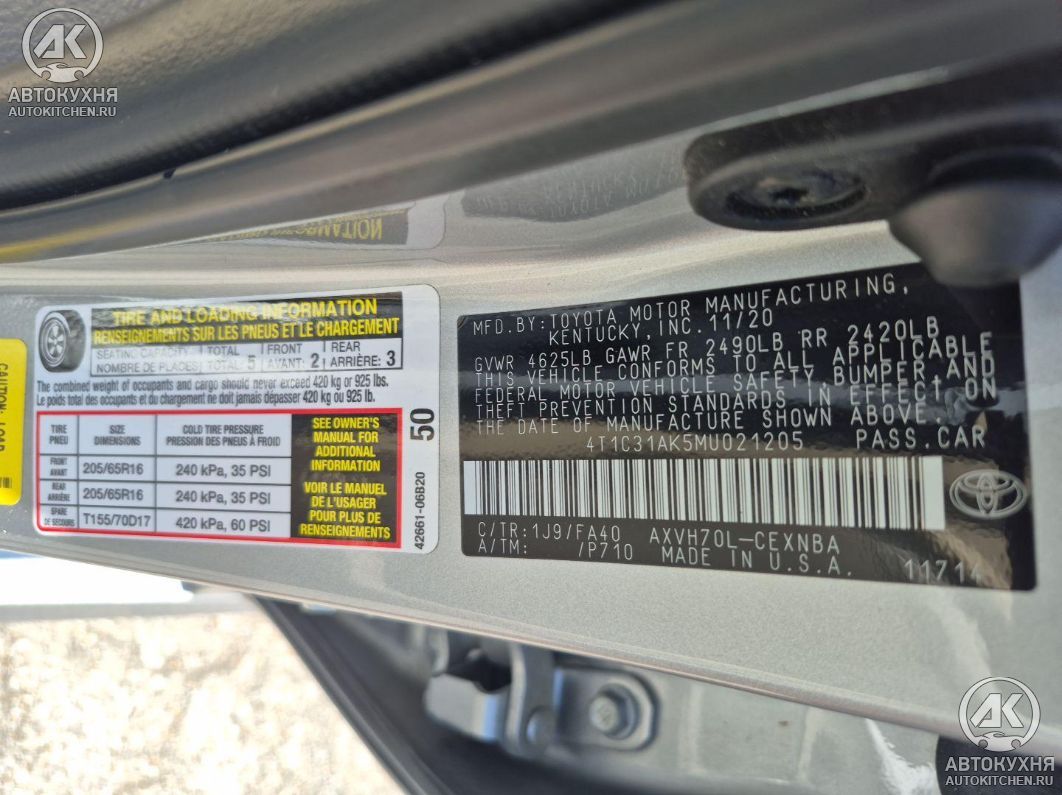 АВТОКУХНЯ
AUTOKITCHEN.RU
TIRE AND LOADING INFORMATION
RENSEIGNEMENTS SUR LES PNEUS ET LE CHARGEMENT
SEATING CAPACITY TOTAL 5 FRONT 2 REAR 3
NOMBRE DE PLACES TOTAL: AVANT: ARRIÈRE:
The combined weight of occupants and cargo should never exceed 420 kg or 925 lbs.
Le poids total des occupants et du chargement ne doit jamais dépasser 420 kg ou 925 lbs.
TIRE SIZE COLD TIRE PRESSURE
PNEU DIMENSIONS PRESSION DES PNEUS À FROID
FRONT
AVANT 205/65R16 240 kPa, 35 PSI
REAR
ARRIÈRE 205/65R16 240 kPa, 35 PSI
SPARE
DE SECOURS T155/70D17 420 kPa, 60 PSI
SEE OWNER'S
MANUAL FOR
ADDITIONAL
INFORMATION
VOIR LE MANUEL
DE L'USAGER
POUR PLUS DE
RENSEIGNEMENTS
50
42661-06B20
CAUTION: LOAD
MFD.BY:TOYOTA MOTOR MANUFACTURING,
KENTUCKY, INC. 11/20
GVWR 4625LB GAWR FR 2490LB RR 2420LB
THIS VEHICLE CONFORMS TO ALL APPLICABLE
FEDERAL MOTOR VEHICLE SAFETY, BUMPER, AND
THEFT PREVENTION STANDARDS IN EFFECT ON
THE DATE OF MANUFACTURE SHOWN ABOVE.
4T1C31AK5MU021205 PASS.CAR
C/TR:1J9/FA40 AXVH70L-CEXNBA
A/TM: /P710 MADE IN U.S.A. 11714
АВТОКУХНЯ
AUTOKITCHEN.RU